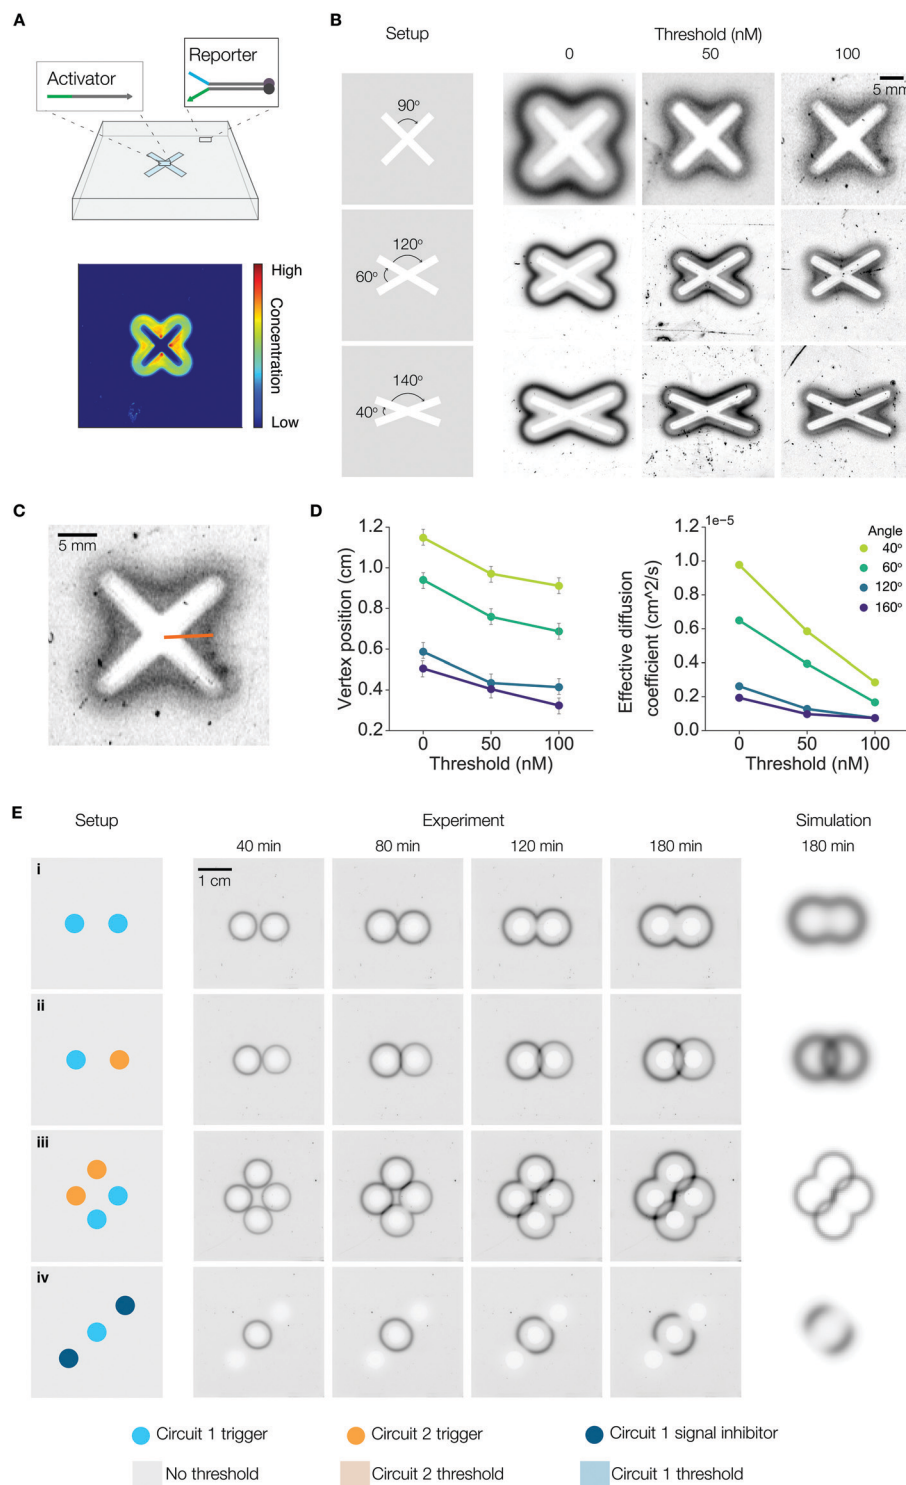 A
Activator
Reporter
High
Concentration
Low
B
Setup
Threshold (nM)
0
50
100
5 mm
90°
120°
60°
140°
40°
C
5 mm
D
Vertex position (cm)
1.2
1.0
0.8
0.6
0.4
0.2
0
50
100
Threshold (nM)
Effective diffusion
coefficient (cm^2/s)
1e-5
1.2
1.0
0.8
0.6
0.4
0.2
0.0
0
50
100
Threshold (nM)
Angle
40°
60°
120°
160°
E
Setup
Experiment
Simulation
40 min
80 min
120 min
180 min
180 min
i
1 cm
ii
iii
iv
Circuit 1 trigger
Circuit 2 trigger
Circuit 1 signal inhibitor
No threshold
Circuit 2 threshold
Circuit 1 threshold